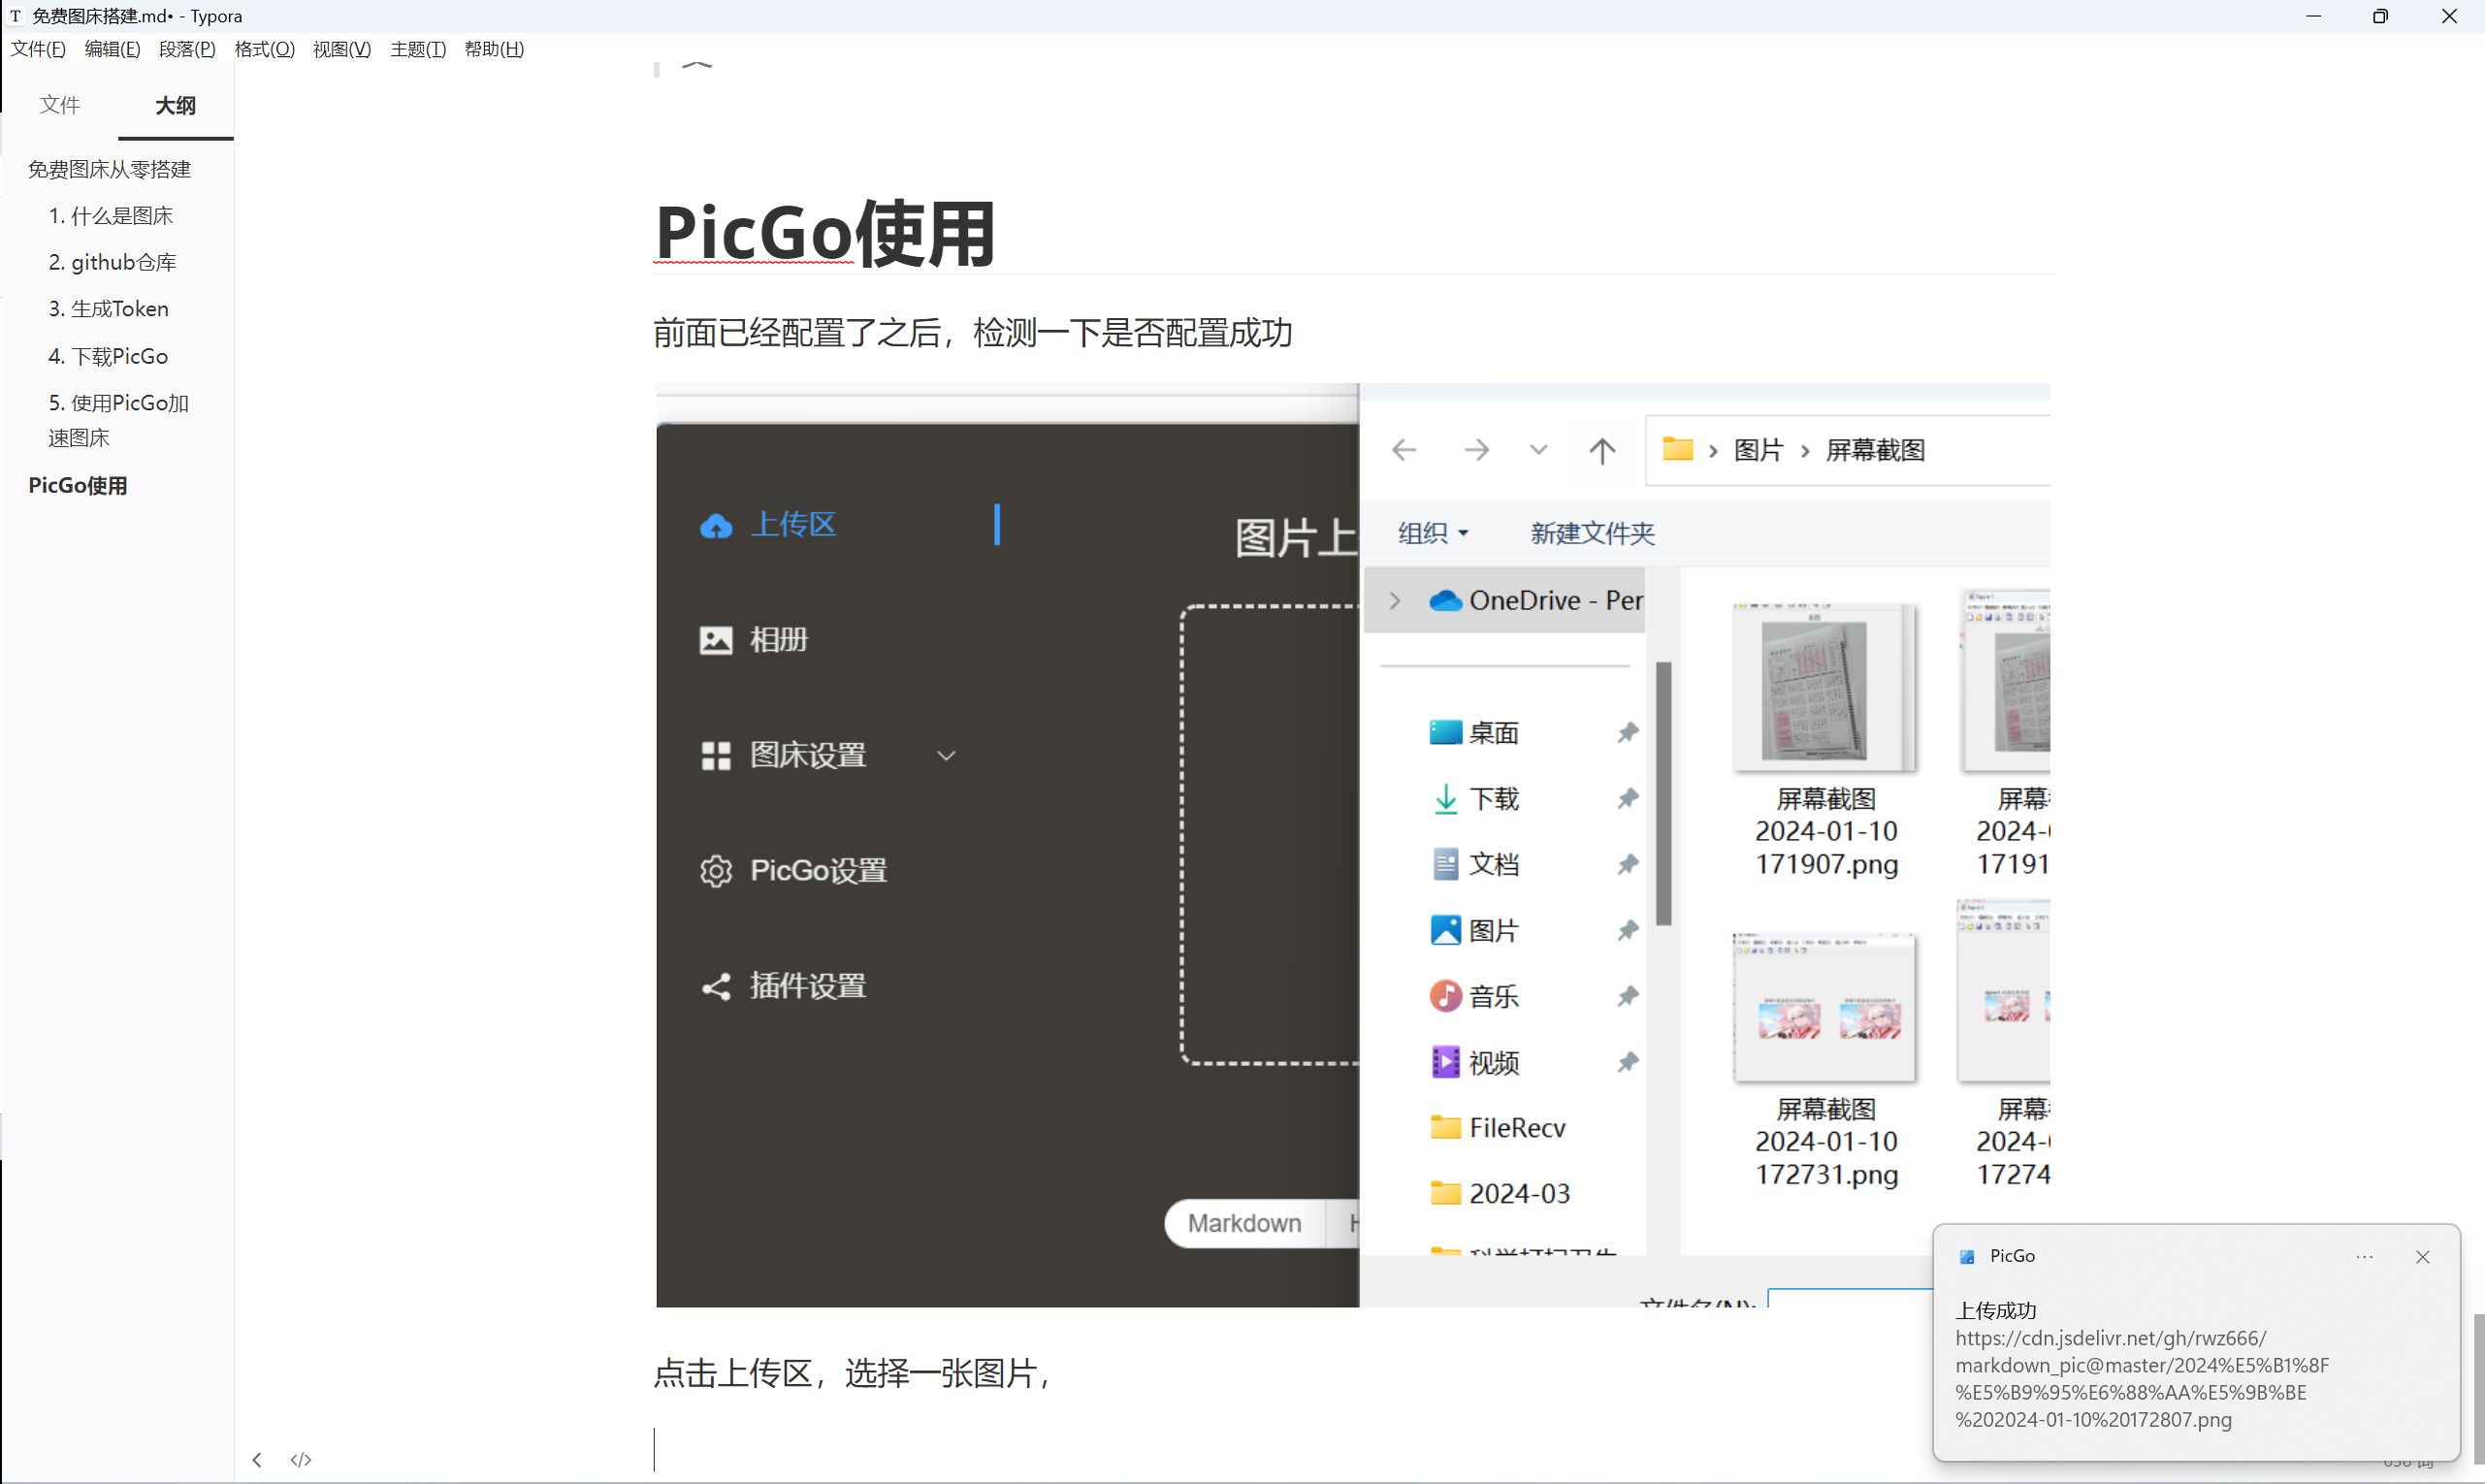 免费图床搭建.md• - Typora
文件(F) 编辑(E) 段落(P) 格式(O) 视图(V) 主题(T) 帮助(H)
文件 大纲
免费图床从零搭建
1. 什么是图床
2. github仓库
3. 生成Token
4. 下载PicGo
5. 使用PicGo加
速图床
PicGo使用
PicGo使用
前面已经配置了之后，检测一下是否配置成功
上传区
相册
图床设置
PicGo设置
插件设置
图片上
Markdown
图片 › 屏幕截图
组织 新建文件夹
OneDrive - Per
桌面
下载
文档
图片
音乐
视频
FileRecv
2024-03
屏幕截图
2024-01-10
171907.png
屏幕
2024-
17191
屏幕截图
2024-01-10
172731.png
屏幕
2024-
17274
文件名(N):
点击上传区，选择一张图片，
PicGo
上传成功
https://cdn.jsdelivr.net/gh/rwz666/
markdown_pic@master/2024%E5%B1%8F
%E5%B9%95%E6%88%AA%E5%9B%BE
%202024-01-10%20172807.png